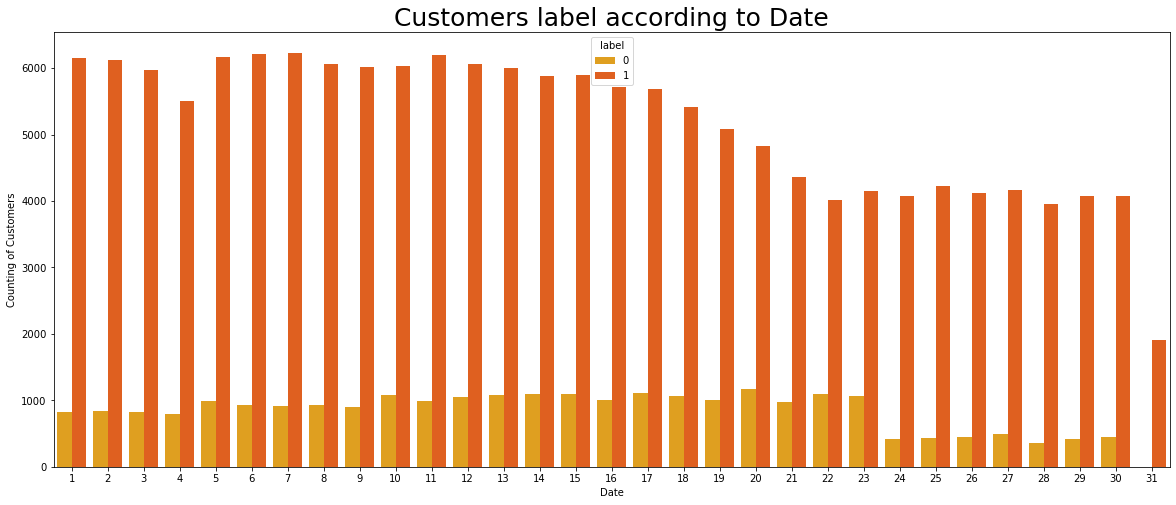 Customers label according to Date
label
0
1
6000
5000
4000
3000
2000
1000
0
Counting of Customers
1 2 3 4 5 6 7 8 9 10 11 12 13 14 15 16 17 18 19 20 21 22 23 24 25 26 27 28 29 30 31
Date